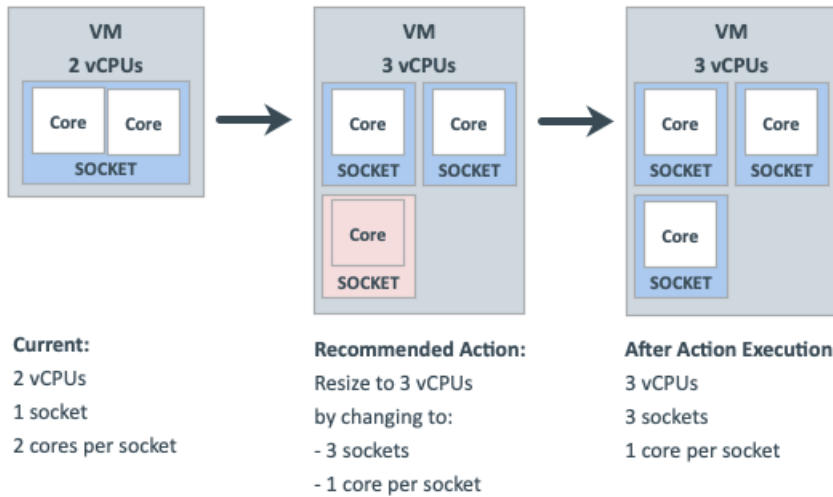 VM
2 vCPUs
Core
Core
SOCKET
VM
3 vCPUs
Core
Core
SOCKET
SOCKET
Core
SOCKET
VM
3 vCPUs
Core
Core
SOCKET
SOCKET
Core
SOCKET
Current:
2 vCPUs
1 socket
2 cores per socket
Recommended Action:
Resize to 3 vCPUs
by changing to:
- 3 sockets
- 1 core per socket
After Action Execution
3 vCPUs
3 sockets
1 core per socket